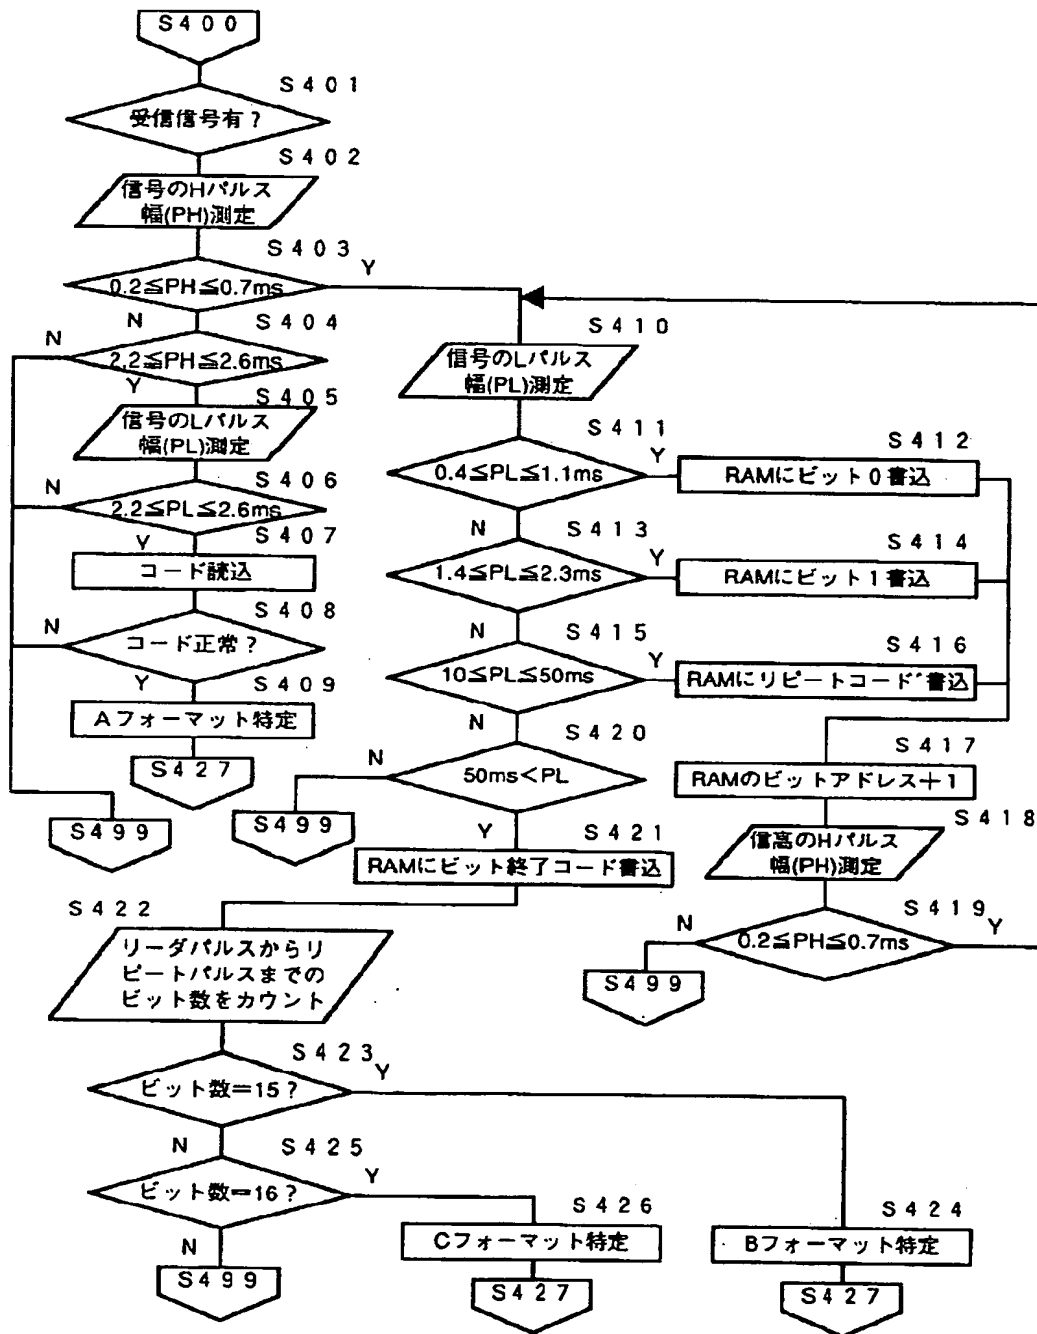 S400
S401
受信信号有？
S402
信号のHパルス
幅(PH)測定
S403
Y
0.2≦PH≦0.7ms
N
S404
N
2.2≦PH≦2.6ms
Y
S405
信号のLパルス
幅(PL)測定
S406
N
2.2≦PL≦2.6ms
S407
Y
コード読込
S408
N
コード正常？
Y
S409
Aフォーマット特定
S427
S499
S410
信号のLパルス
幅(PL)測定
S411
Y
0.4≦PL≦1.1ms
S412
RAMにビット0書込
N
S413
Y
1.4≦PL≦2.3ms
S414
RAMにビット1書込
N
S415
Y
10≦PL≦50ms
S416
RAMにリピートコード書込
N
S420
N
50ms<PL
S499
Y
S421
RAMにビット終了コード書込
S417
RAMのビットアドレス＋1
S418
信高のHパルス
幅(PH)測定
S419
N
Y
0.2≦PH≦0.7ms
S499
S422
リーダパルスからリ
ピートパルスまでの
ビット数をカウント
S423
Y
ビット数＝15？
N
S425
Y
ビット数＝16？
N
S499
S426
Cフォーマット特定
S427
S424
Bフォーマット特定
S427